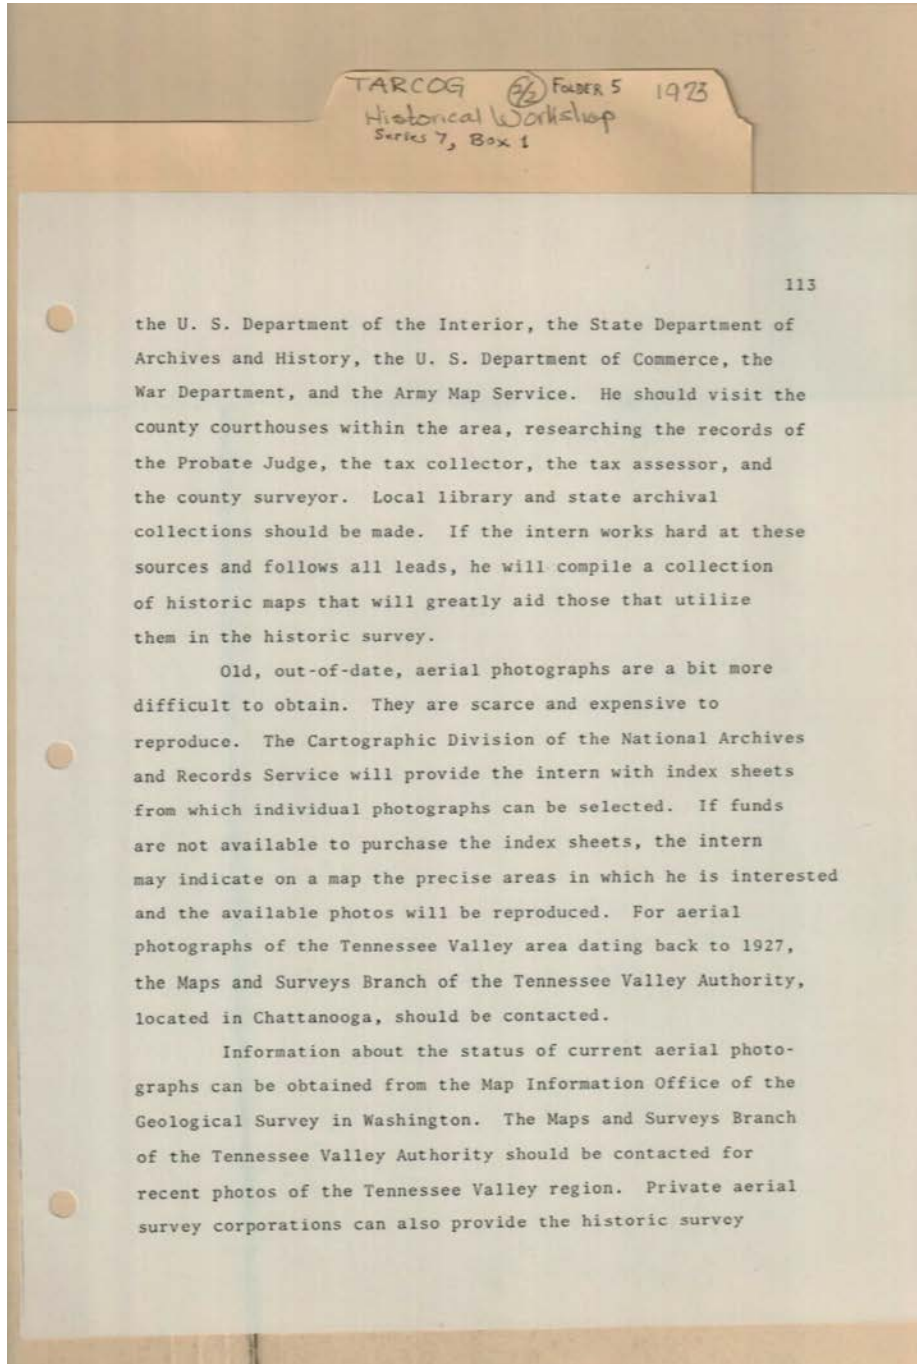 TARCOG 2/2 FOLDER 5 1973
Historical Workshop
Series 7, Box 1
113
the U. S. Department of the Interior, the State Department of
Archives and History, the U. S. Department of Commerce, the
War Department, and the Army Map Service.  He should visit the
county courthouses within the area, researching the records of
the Probate Judge, the tax collector, the tax assessor, and
the county surveyor.  Local library and state archival
collections should be made.  If the intern works hard at these
sources and follows all leads, he will compile a collection
of historic maps that will greatly aid those that utilize
them in the historic survey.
Old, out-of-date, aerial photographs are a bit more
difficult to obtain.  They are scarce and expensive to
reproduce.  The Cartographic Division of the National Archives
and Records Service will provide the intern with index sheets
from which individual photographs can be selected.  If funds
are not available to purchase the index sheets, the intern
may indicate on a map the precise areas in which he is interested
and the available photos will be reproduced.  For aerial
photographs of the Tennessee Valley area dating back to 1927,
the Maps and Surveys Branch of the Tennessee Valley Authority,
located in Chattanooga, should be contacted.
Information about the status of current aerial photo-
graphs can be obtained from the Map Information Office of the
Geological Survey in Washington.  The Maps and Surveys Branch
of the Tennessee Valley Authority should be contacted for
recent photos of the Tennessee Valley region.  Private aerial
survey corporations can also provide the historic survey